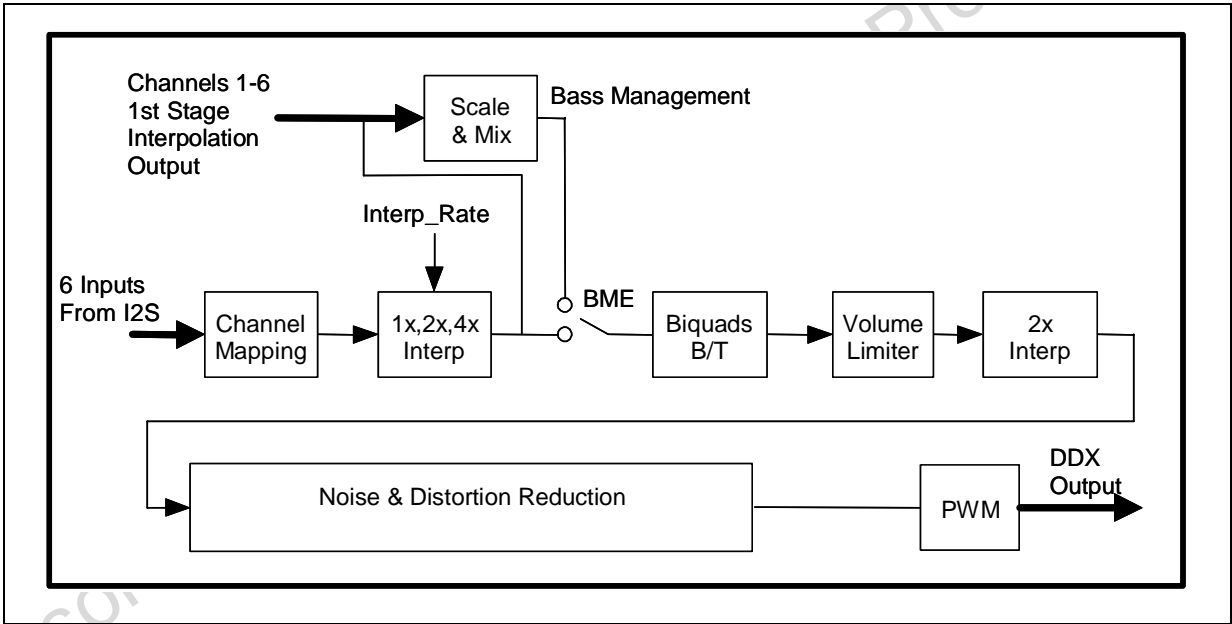 Channels 1-6
1st Stage
Interpolation
Output
Scale
& Mix
Bass Management
Interp_Rate
6 Inputs
From I2S
Channel
Mapping
1x,2x,4x
Interp
BME
Biquads
B/T
Volume
Limiter
2x
Interp
Noise & Distortion Reduction
PWM
DDX
Output